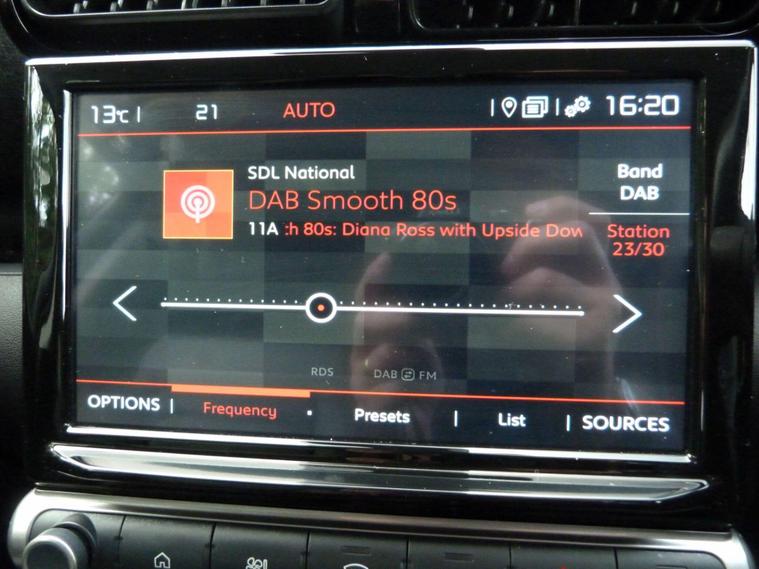 13°C 21 AUTO 16:20
SDL National
DAB Smooth 80s
11A :h 80s: Diana Ross with Upside Dow
Band
DAB
Station
23/30
RDS DAB FM
OPTIONS Frequency Presets List SOURCES